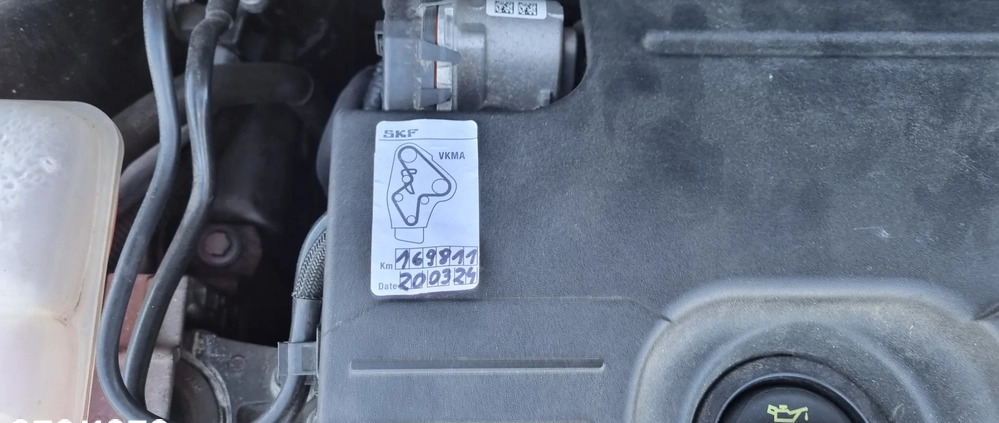 SKF
VKMA
Km 169811
Date 200324